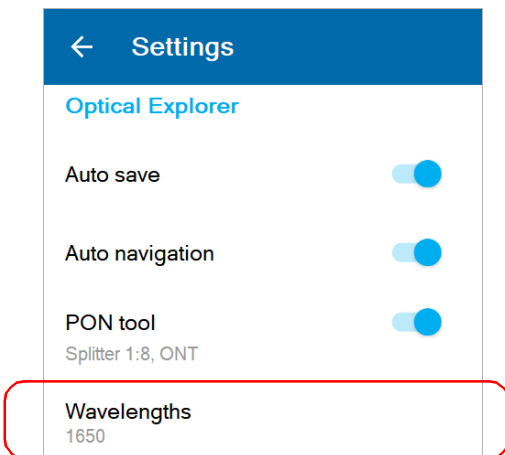 Settings
Optical Explorer
Auto save
Auto navigation
PON tool
Splitter 1:8, ONT
Wavelengths
1650